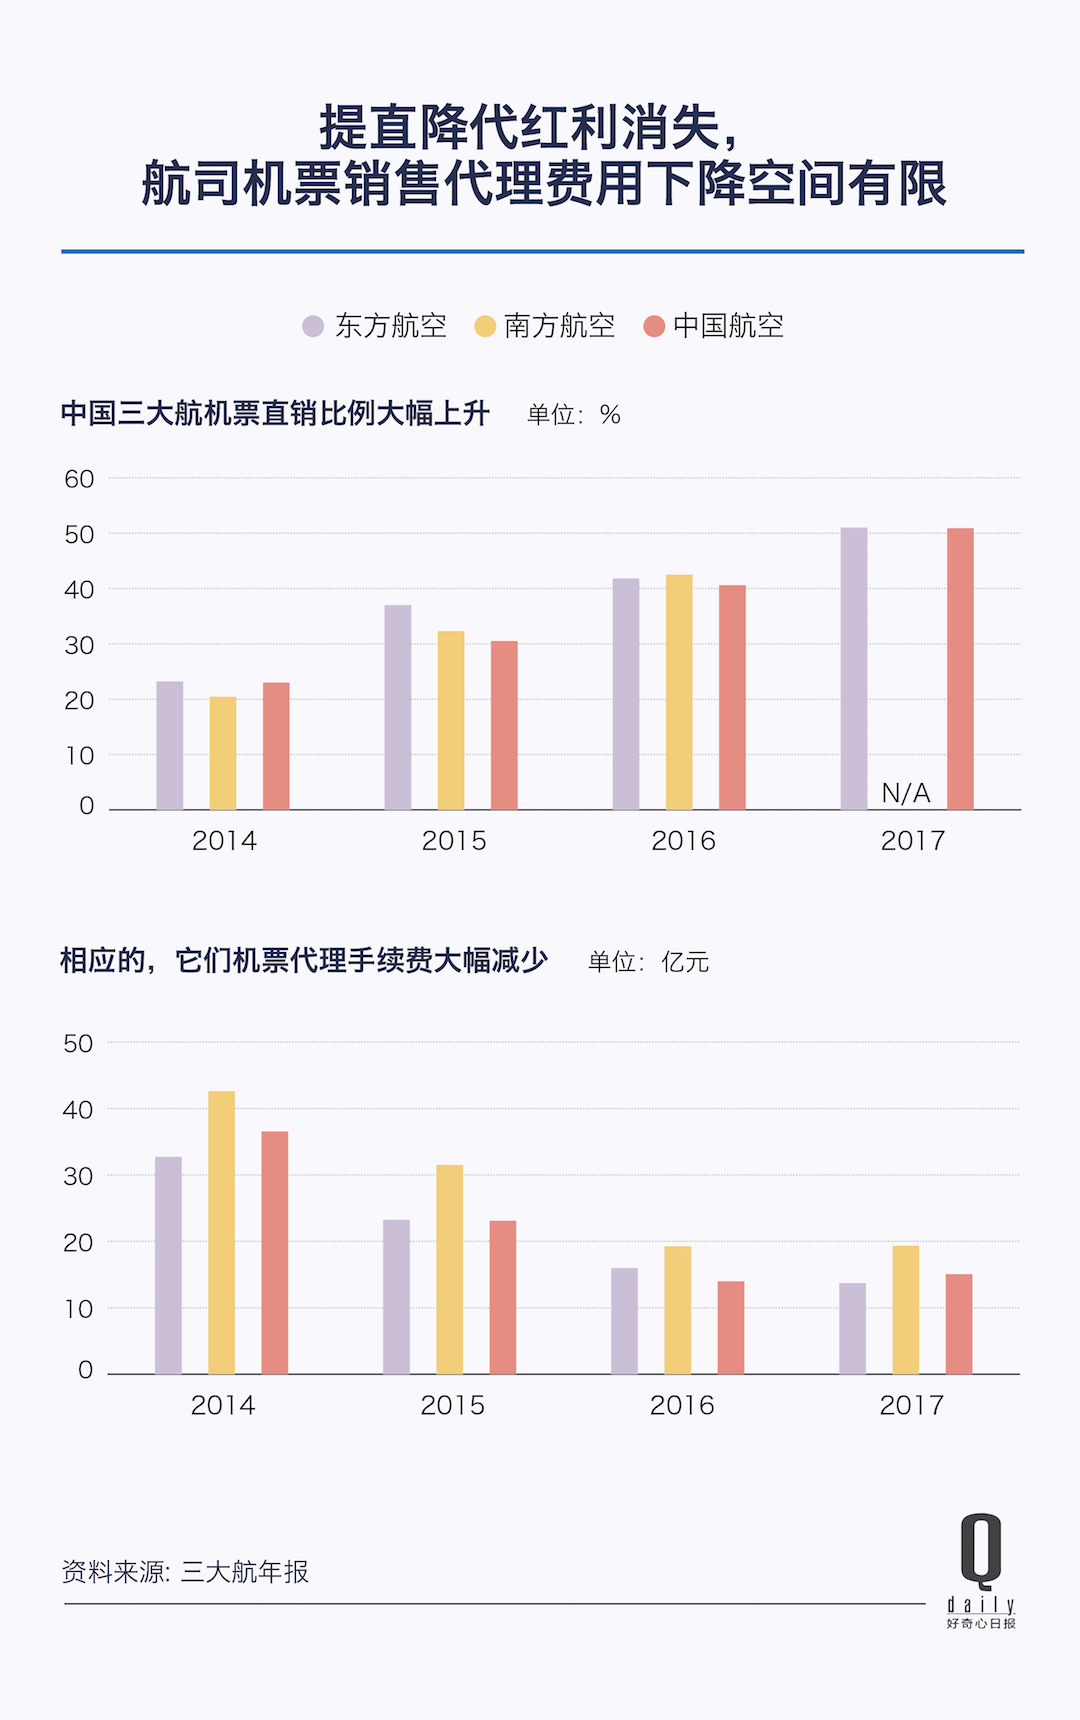 提直降代红利消失，
航司机票销售代理费用下降空间有限
东方航空 南方航空 中国航空
中国三大航机票直销比例大幅上升 单位：%
60
50
40
30
20
10
0
N/A
2014 2015 2016 2017
相应的，它们机票代理手续费大幅减少 单位：亿元
50
40
30
20
10
0
2014 2015 2016 2017
资料来源: 三大航年报
Q
daily
好奇心日报